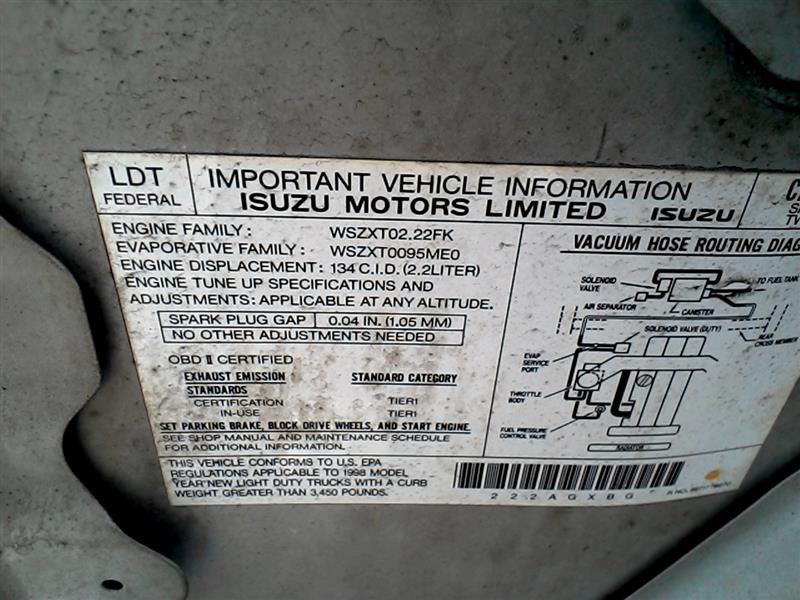 LDT
FEDERAL
IMPORTANT VEHICLE INFORMATION
ISUZU MOTORS LIMITED ISUZU
ENGINE FAMILY : WSZXT02.22FK
EVAPORATIVE FAMILY : WSZXT0095ME0
ENGINE DISPLACEMENT : 134 C.I.D. (2.2LITER)
ENGINE TUNE UP SPECIFICATIONS AND
ADJUSTMENTS: APPLICABLE AT ANY ALTITUDE.
SPARK PLUG GAP 0.04 IN. (1.05 MM)
NO OTHER ADJUSTMENTS NEEDED
OBD II CERTIFIED
EXHAUST EMISSION STANDARD CATEGORY
STANDARDS
CERTIFICATION TIER1
IN-USE TIER1
SET PARKING BRAKE, BLOCK DRIVE WHEELS, AND START ENGINE.
SEE SHOP MANUAL AND MAINTENANCE SCHEDULE
FOR ADDITIONAL INFORMATION.
THIS VEHICLE CONFORMS TO U.S. EPA
REGULATIONS APPLICABLE TO 1998 MODEL
YEAR NEW LIGHT DUTY TRUCKS WITH A CURB
WEIGHT GREATER THAN 3,450 POUNDS.
VACUUM HOSE ROUTING DIAG
SOLENOID
VALVE
TO FUEL TANK
AIR SEPARATOR
CANISTER
SOLENOID VALVE (DUTY)
REAR
CROSS MEMBER
EVAP
SERVICE
PORT
THROTTLE
BODY
FUEL PRESSURE
CONTROL VALVE
RADIATOR
222AGXBG